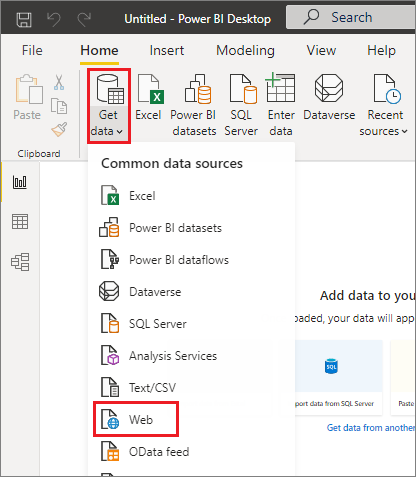 Untitled - Power BI Desktop
Search
File Home Insert Modeling View Help
Paste
Get data
Excel
Power BI datasets
SQL Server
Enter data
Dataverse
Recent sources
Clipboard
Common data sources
Excel
Power BI datasets
Power BI dataflows
Dataverse
SQL Server
Analysis Services
Text/CSV
Web
OData feed
Add data to you
loaded, your data will app
SQL
port data from SQL Server
Paste
Get data from another